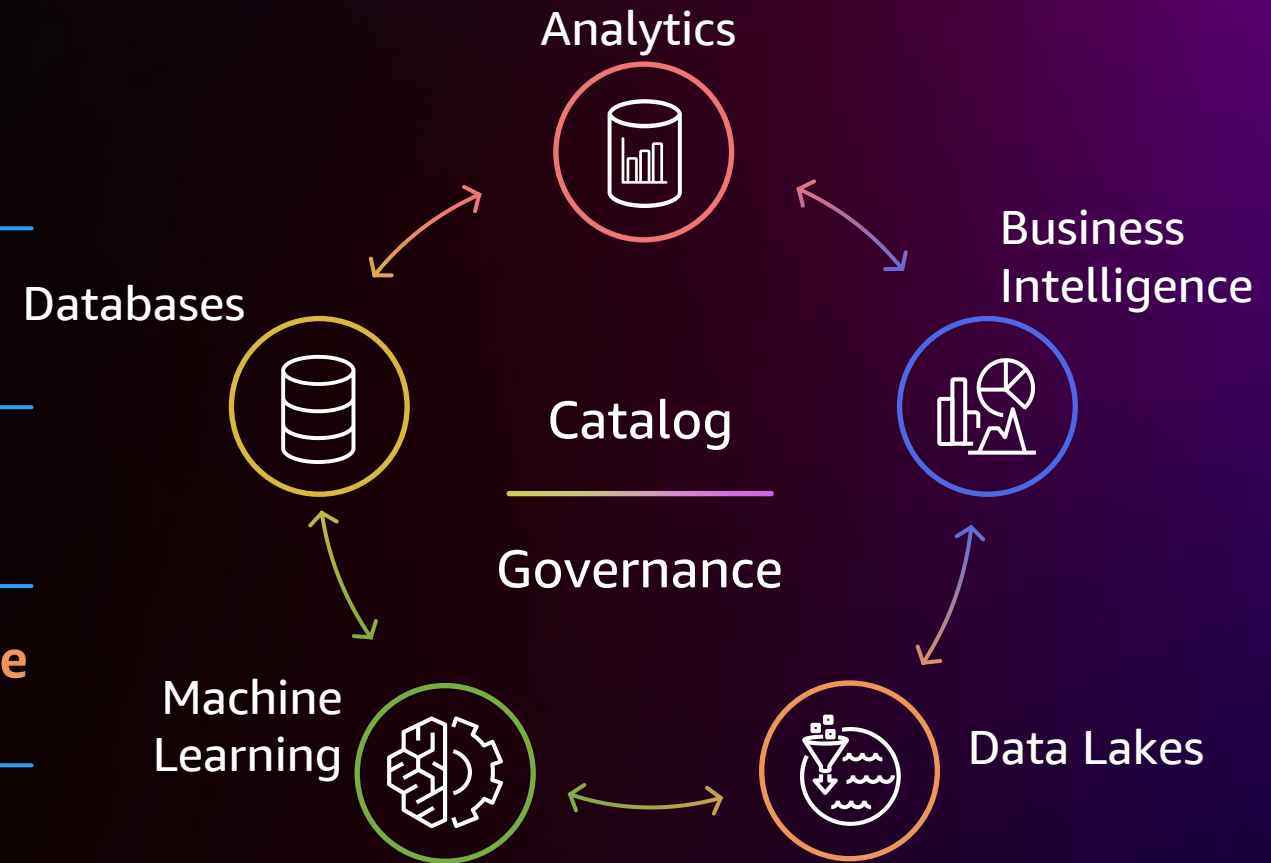 Analytics
Business
Intelligence
Databases
Catalog
Governance
e
Machine
Learning
Data Lakes